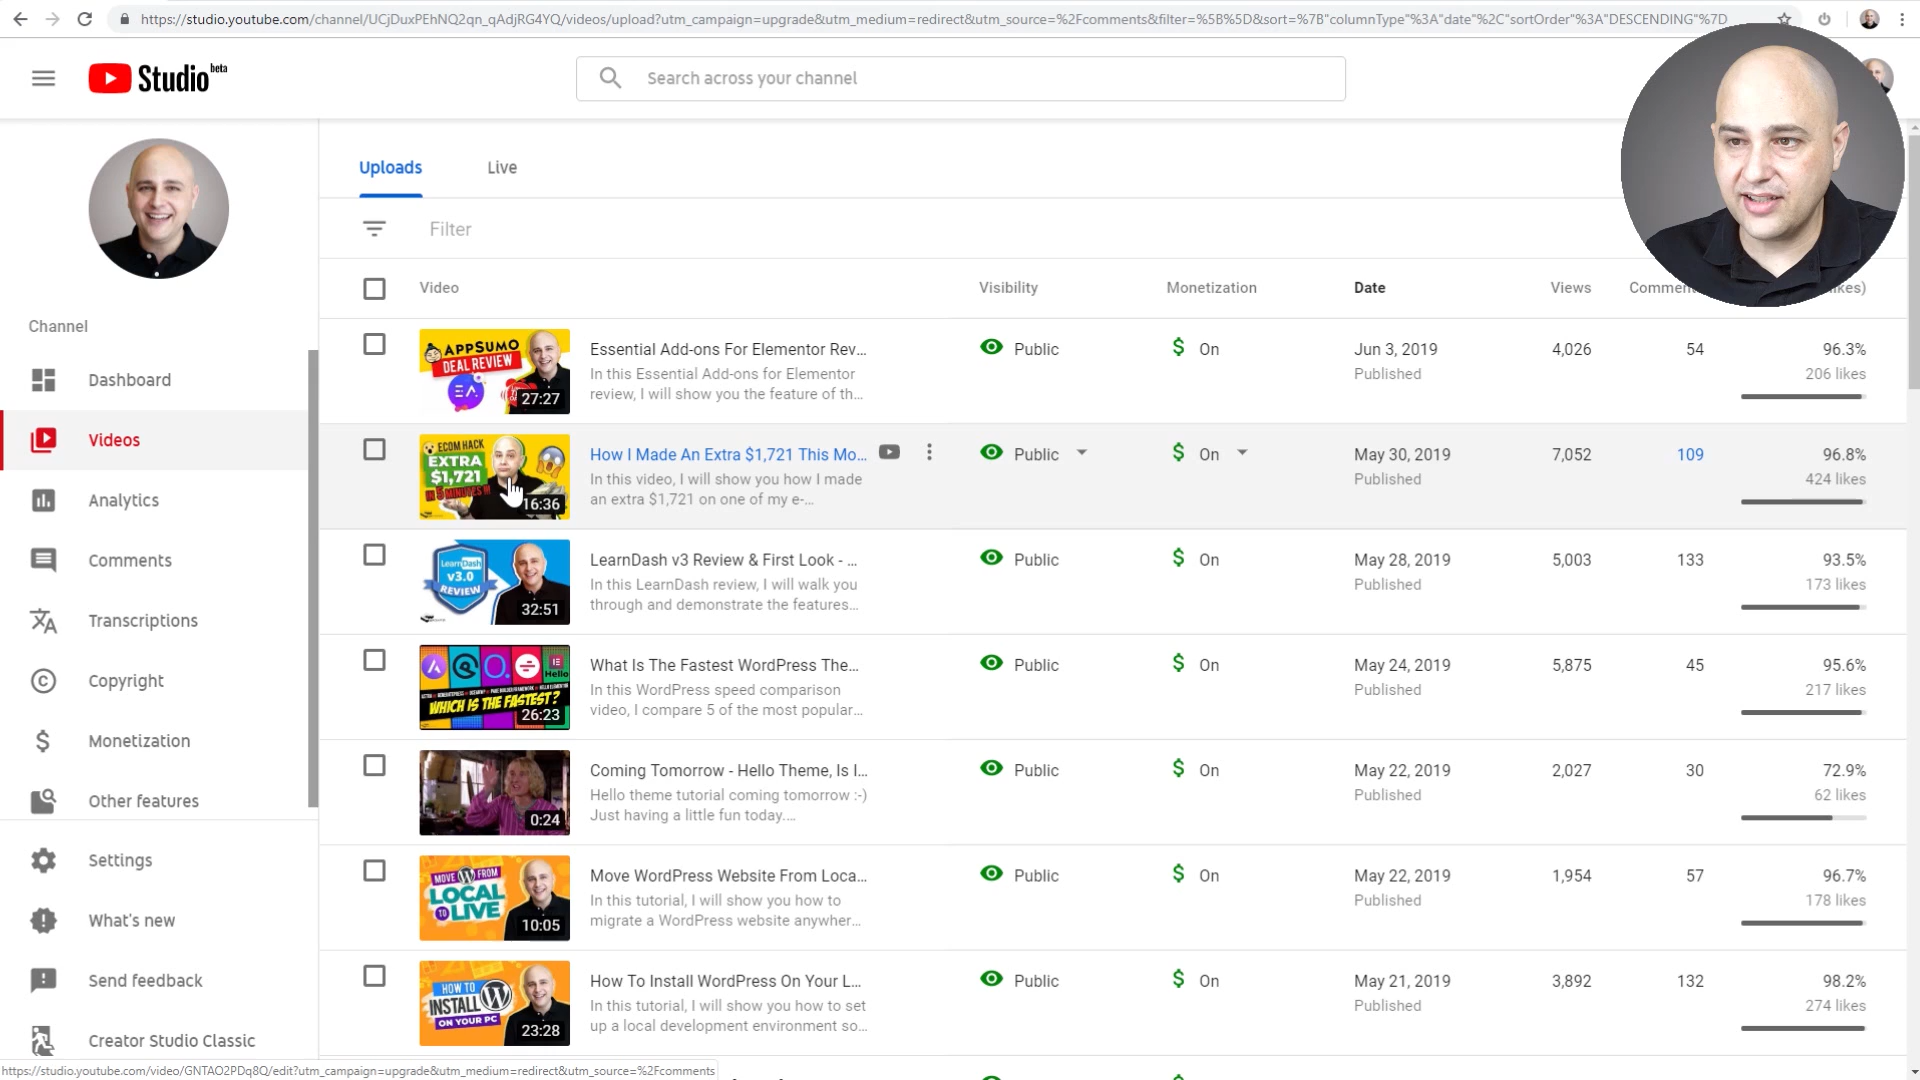 https://studio.youtube.com/channel/UCjDuxPEhNQ2qn_qAdjRG4YQ/videos/upload?utm_campaign=upgrade&utm_medium=redirect&utm_source=%2Fcomments&filter=%5B%5D&sort=%7B"columnType"%3A"date"%2C"sortOrder"%3A"DESCENDING"%7D
Studio beta
Search across your channel
Uploads Live
Filter
Video Visibility Monetization Date Views
Channel
Dashboard
Videos
Analytics
Comments
Transcriptions
Copyright
Monetization
Other features
Settings
What's new
Send feedback
Creator Studio Classic
APPSUMO
DEAL REVIEW
EA
27:27
Essential Add-ons For Elementor Rev...
In this Essential Add-ons for Elementor
review, I will show you the feature of th...
Public On Jun 3, 2019 4,026 54 96.3%
Published 206 likes
ECOM HACK
EXTRA
$1,721
IN 5 MINUTES
16:36
How I Made An Extra $1,721 This Mo...
In this video, I will show you how I made
an extra $1,721 on one of my e-...
Public On May 30, 2019 7,052 109 96.8%
Published 424 likes
LearnDash
v3.0
REVIEW
32:51
LearnDash v3 Review & First Look - ...
In this LearnDash review, I will walk you
through and demonstrate the features...
Public On May 28, 2019 5,003 133 93.5%
Published 173 likes
Hello
WHICH IS THE FASTEST?
26:23
What Is The Fastest WordPress The...
In this WordPress speed comparison
video, I compare 5 of the most popular...
Public On May 24, 2019 5,875 45 95.6%
Published 217 likes
0:24
Coming Tomorrow - Hello Theme, Is I...
Hello theme tutorial coming tomorrow :-)
Just having a little fun today....
Public On May 22, 2019 2,027 30 72.9%
Published 62 likes
MOVE FROM
LOCAL
TO LIVE
10:05
Move WordPress Website From Loca...
In this tutorial, I will show you how to
migrate a WordPress website anywher...
Public On May 22, 2019 1,954 57 96.7%
Published 178 likes
HOW TO
INSTALL
ON YOUR PC
23:28
How To Install WordPress On Your L...
In this tutorial, I will show you how to set
up a local development environment so...
Public On May 21, 2019 3,892 132 98.2%
Published 274 likes
https://studio.youtube.com/video/GNTAO2PDq8Q/edit?utm_campaign=upgrade&utm_medium=redirect&utm_source=%2Fcomments